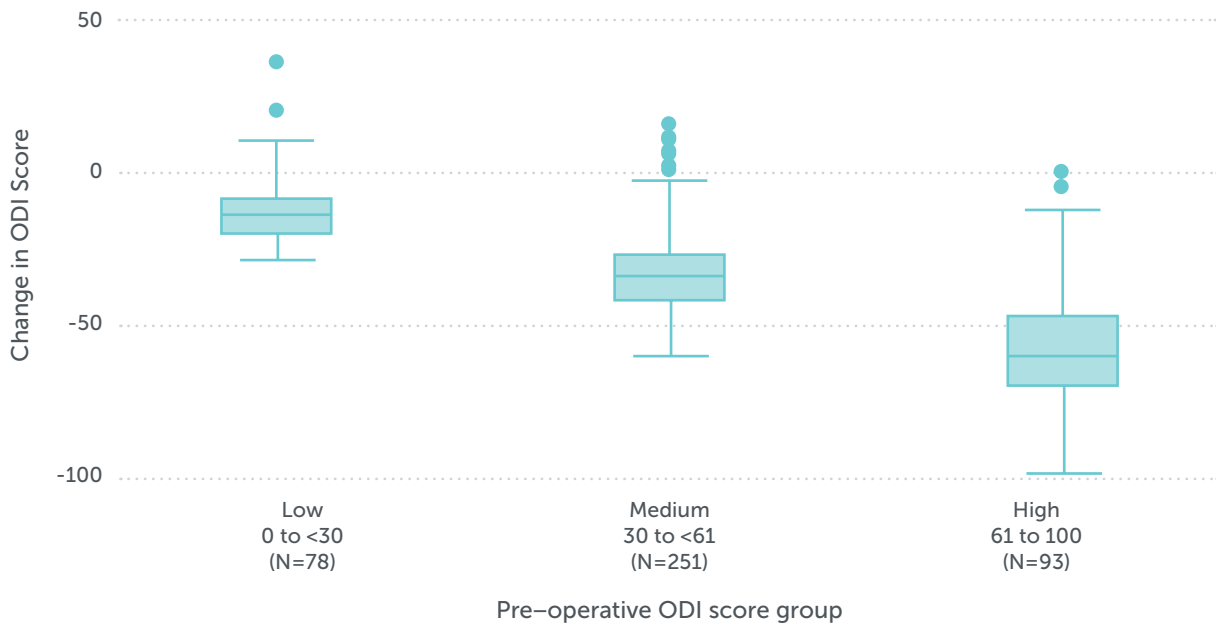 50
0
-50
-100
Change in ODI Score
Low
0 to <30
(N=78)
Medium
30 to <61
(N=251)
High
61 to 100
(N=93)
Pre–operative ODI score group